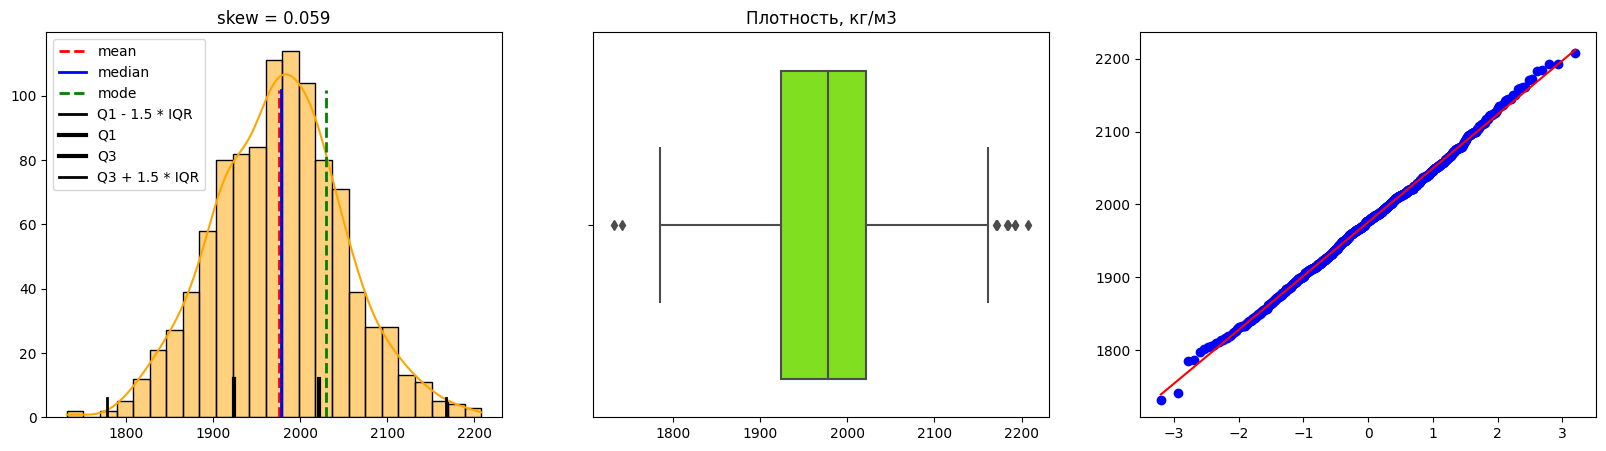 skew = 0.059
mean
median
mode
Q1 - 1.5 * IQR
Q1
Q3
Q3 + 1.5 * IQR
100
80
60
40
20
0
1800 1900 2000 2100 2200
Плотность, кг/м3
1800 1900 2000 2100 2200
2200
2100
2000
1900
1800
−3 −2 −1 0 1 2 3